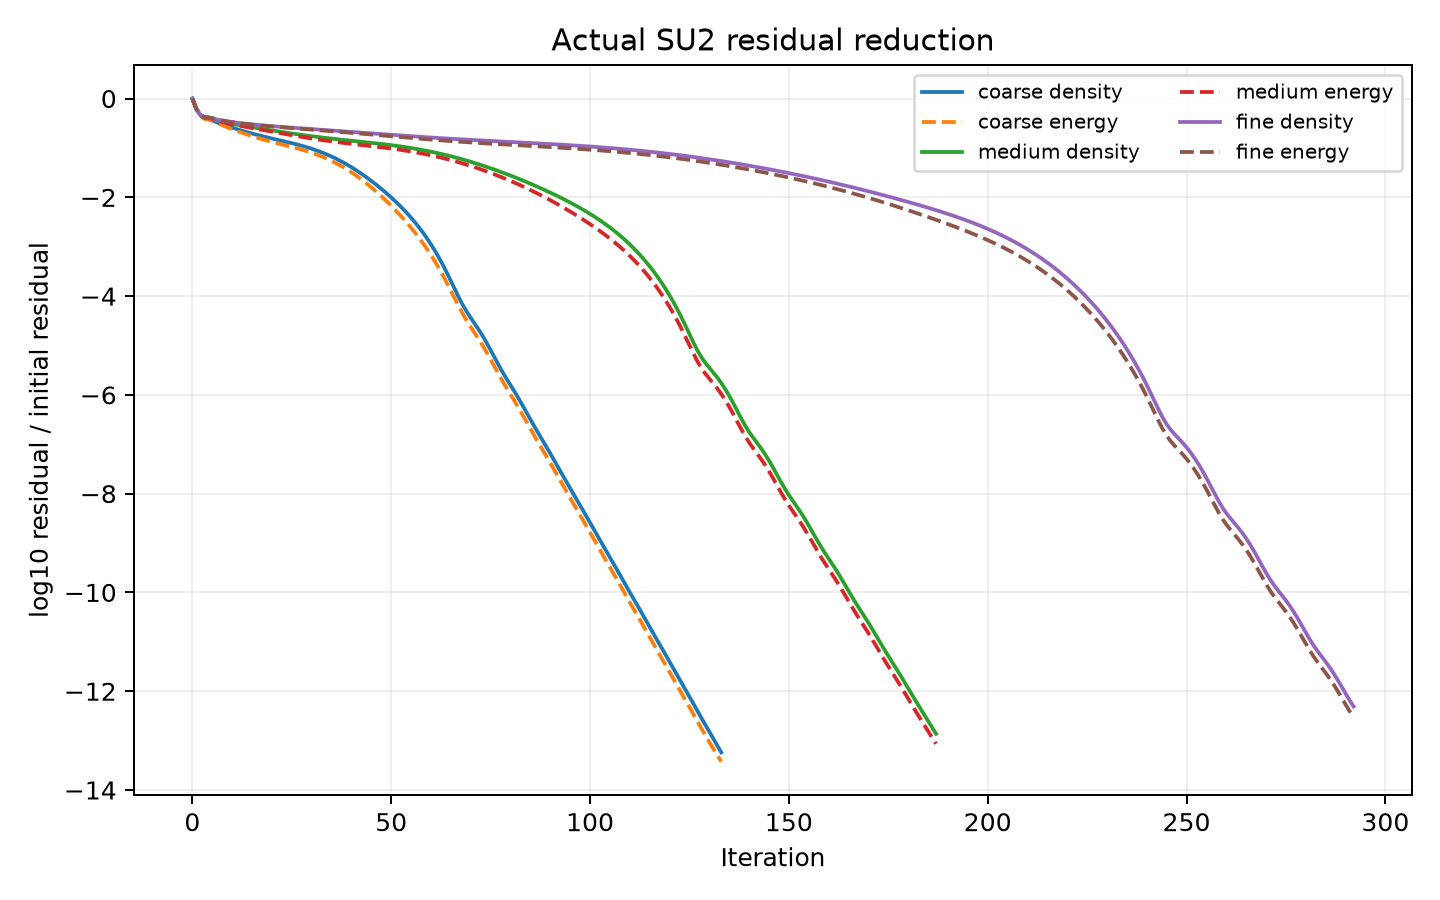 Actual SU2 residual reduction
log10 residual / initial residual
0
−2
−4
−6
−8
−10
−12
−14
coarse density
coarse energy
medium density
medium energy
fine density
fine energy
0 50 100 150 200 250 300
Iteration